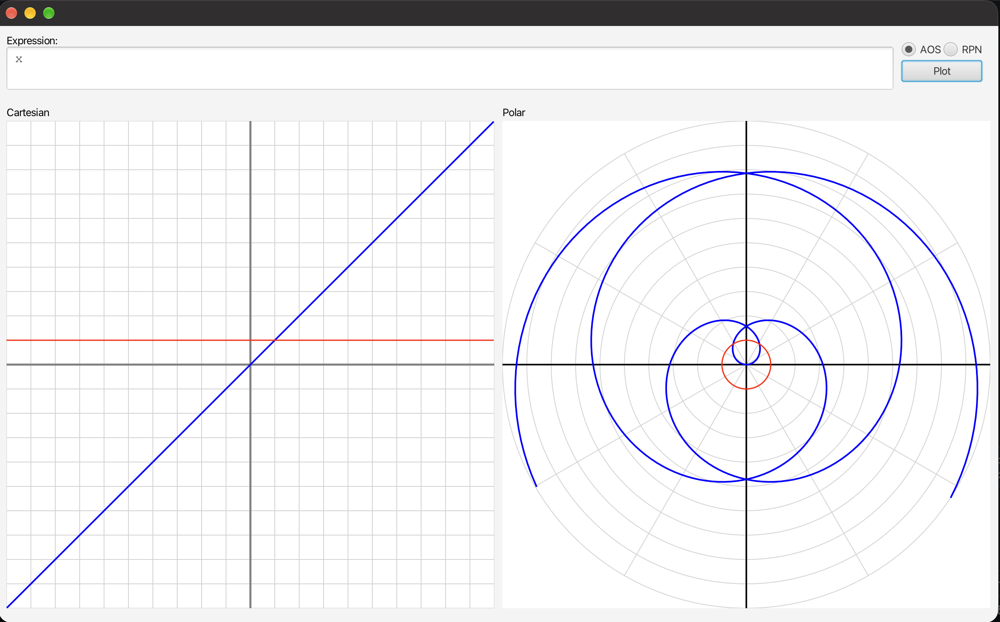 Expression:
AOS RPN
x
Plot
Cartesian
Polar